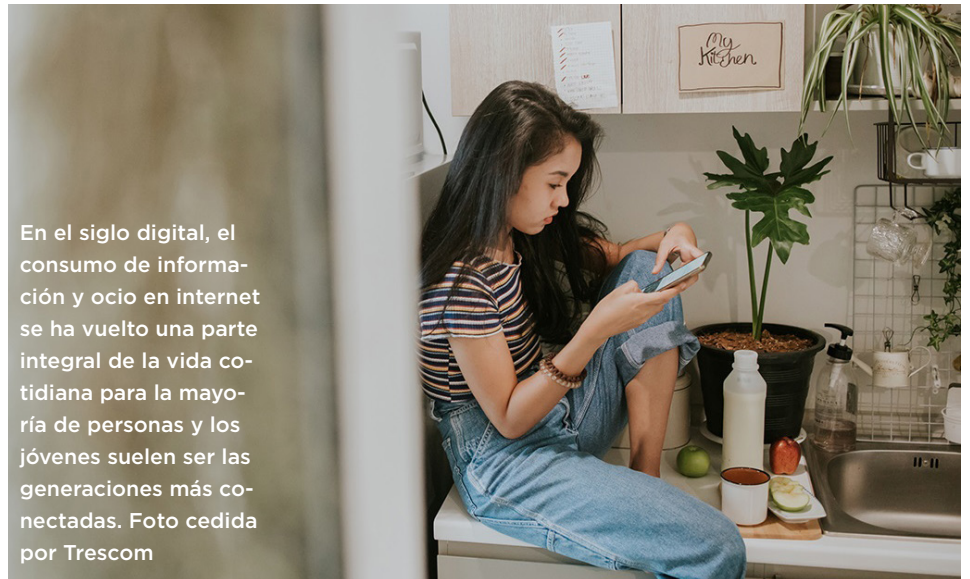 My
Kitchen
En el siglo digital, el
consumo de informa-
ción y ocio en internet
se ha vuelto una parte
integral de la vida co-
tidiana para la mayo-
ría de personas y los
jóvenes suelen ser las
generaciones más co-
nectadas. Foto cedida
por Trescom